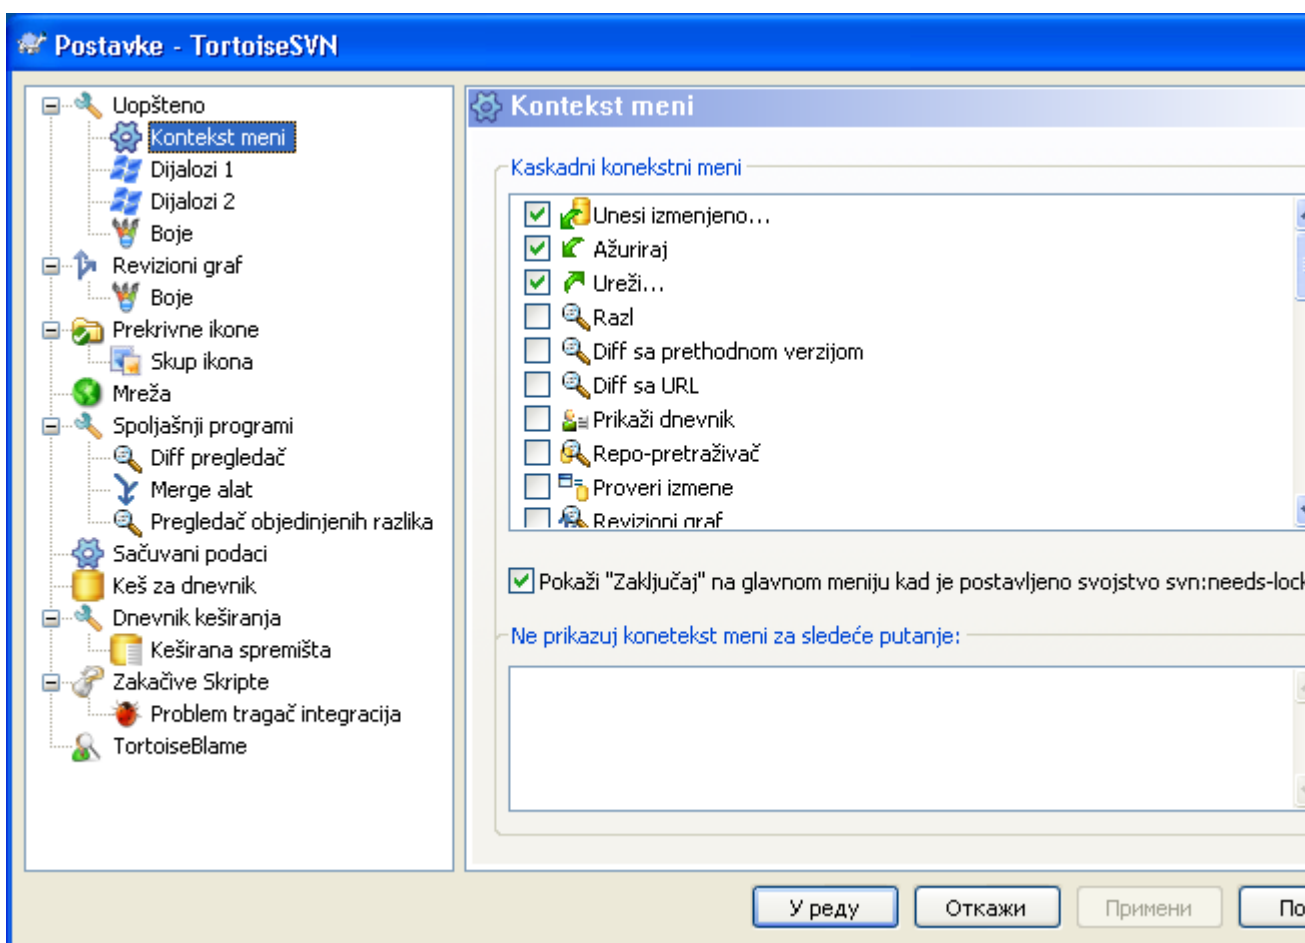 Postavke - TortoiseSVN
Uopšteno
Kontekst meni
Dijalozi 1
Dijalozi 2
Boje
Revizioni graf
Boje
Prekrivne ikone
Skup ikona
Mreža
Spoljašnji programi
Diff pregledač
Merge alat
Pregledač objedinjenih razlika
Sačuvani podaci
Keš za dnevnik
Dnevnik keširanja
Keširana spremišta
Zakačive Skripte
Problem tragač integracija
TortoiseBlame
Kontekst meni
Kaskadni konekstni meni
Unesi izmenjeno...
Ažuriraj
Ureži...
Razl
Diff sa prethodnom verzijom
Diff sa URL
Prikaži dnevnik
Repo-pretraživač
Proveri izmene
Revizioni graf
Pokaži "Zaključaj" na glavnom meniju kad je postavljeno svojstvo svn:needs-lock
Ne prikazuj konetekst meni za sledeće putanje:
У реду
Откажи
Примени